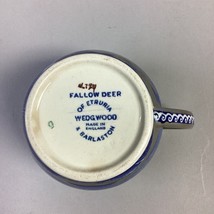 FALLOW DEER
OF ETRURIA
WEDGWOOD
MADE IN
ENGLAND
& BARLASTON